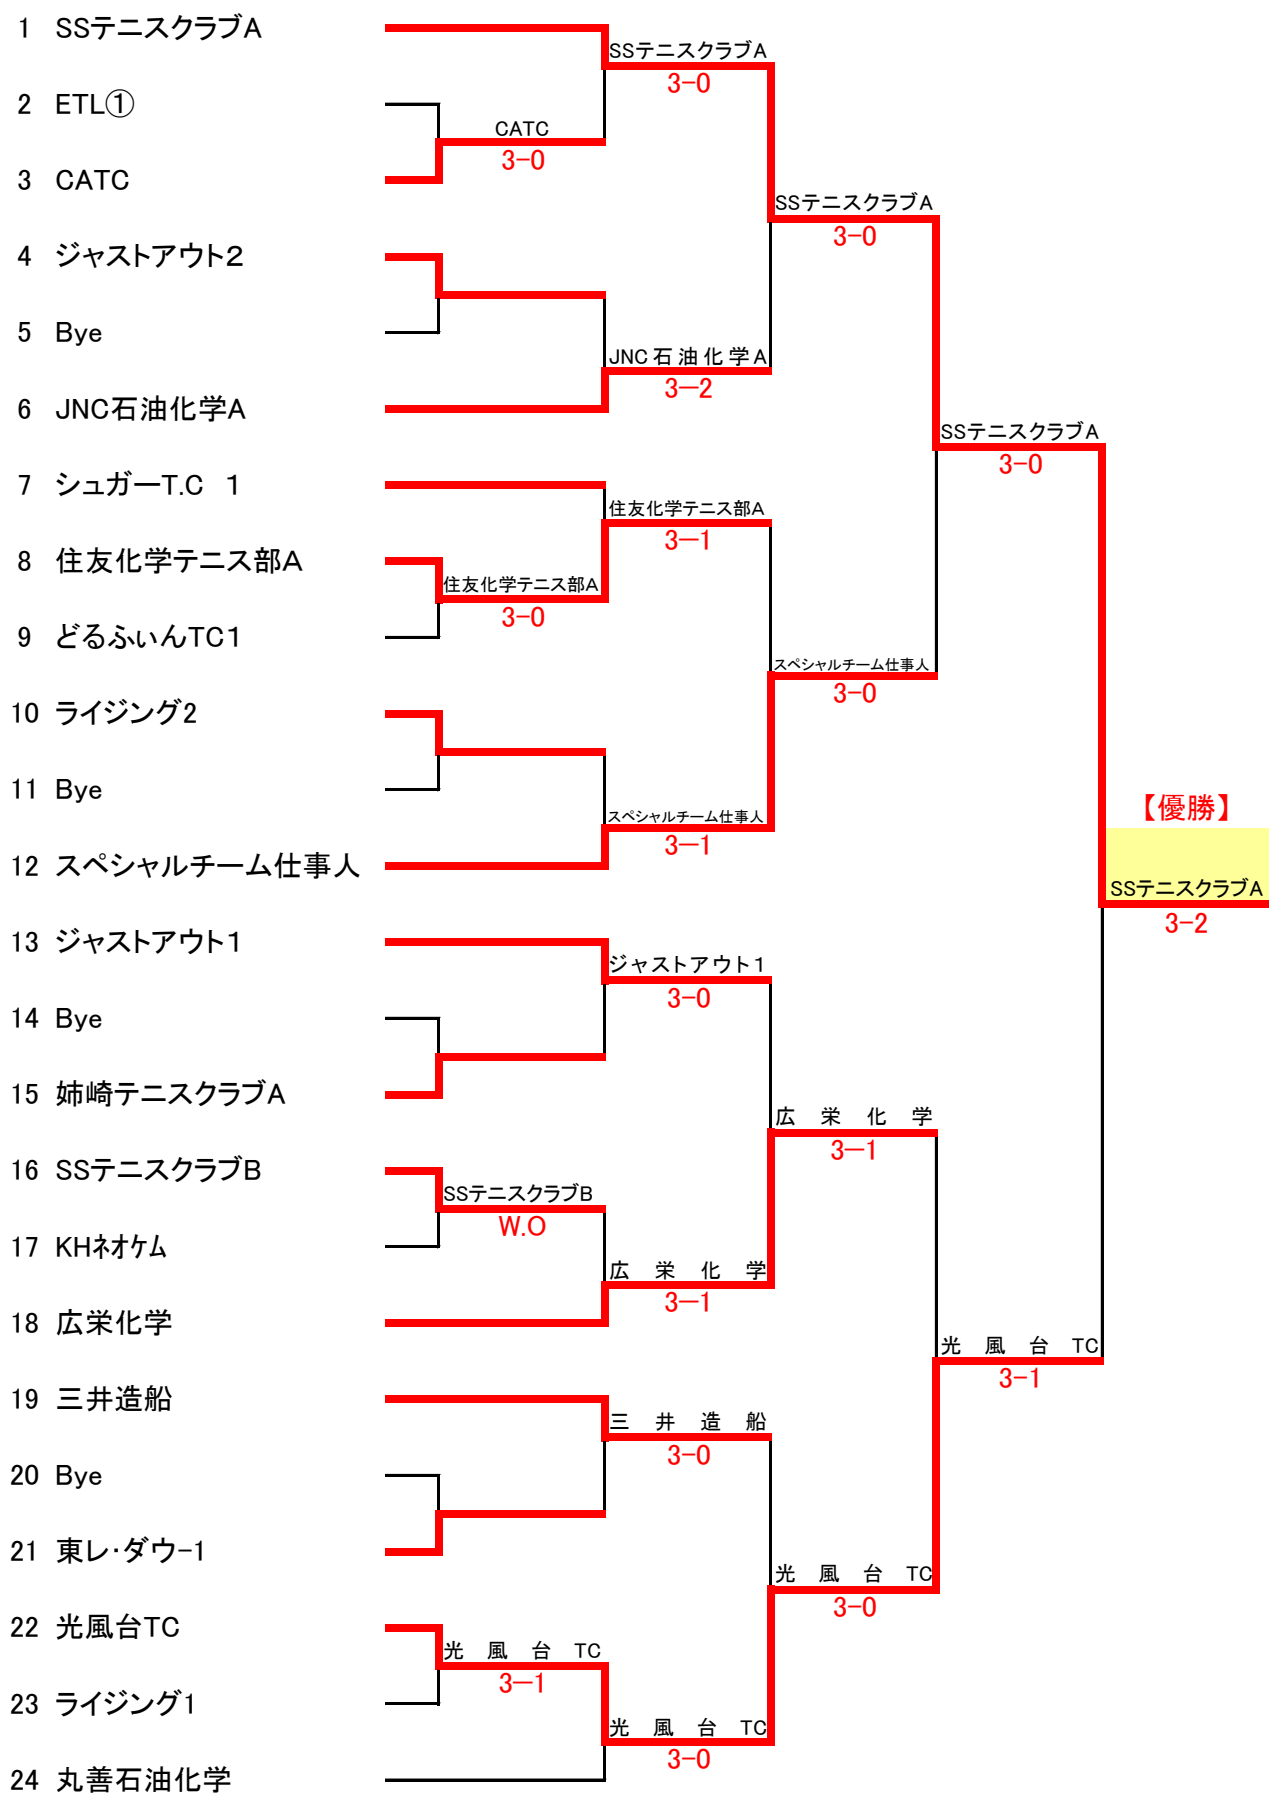 1 SSテニスクラブA
SSテニスクラブA
3-0
2 ETL①
CATC
3-0
3 CATC
SSテニスクラブA
3-0
4 ジャストアウト2
5 Bye
JNC石油化学A
3-2
6 JNC石油化学A
SSテニスクラブA
3-0
7 シュガーT.C 1
住友化学テニス部A
3-1
8 住友化学テニス部A
住友化学テニス部A
3-0
9 どるふぃんTC1
スペシャルチーム仕事人
3-0
10 ライジング2
11 Bye
【優勝】
スペシャルチーム仕事人
3-1
12 スペシャルチーム仕事人
SSテニスクラブA
3-2
13 ジャストアウト1
ジャストアウト1
3-0
14 Bye
15 姉崎テニスクラブA
広栄化学
3-1
16 SSテニスクラブB
SSテニスクラブB
W.O
17 KHネオケム
広栄化学
3-1
18 広栄化学
光風台TC
3-1
19 三井造船
三井造船
3-0
20 Bye
21 東レ・ダウ-1
光風台TC
3-0
22 光風台TC
光風台TC
3-1
23 ライジング1
光風台TC
3-0
24 丸善石油化学